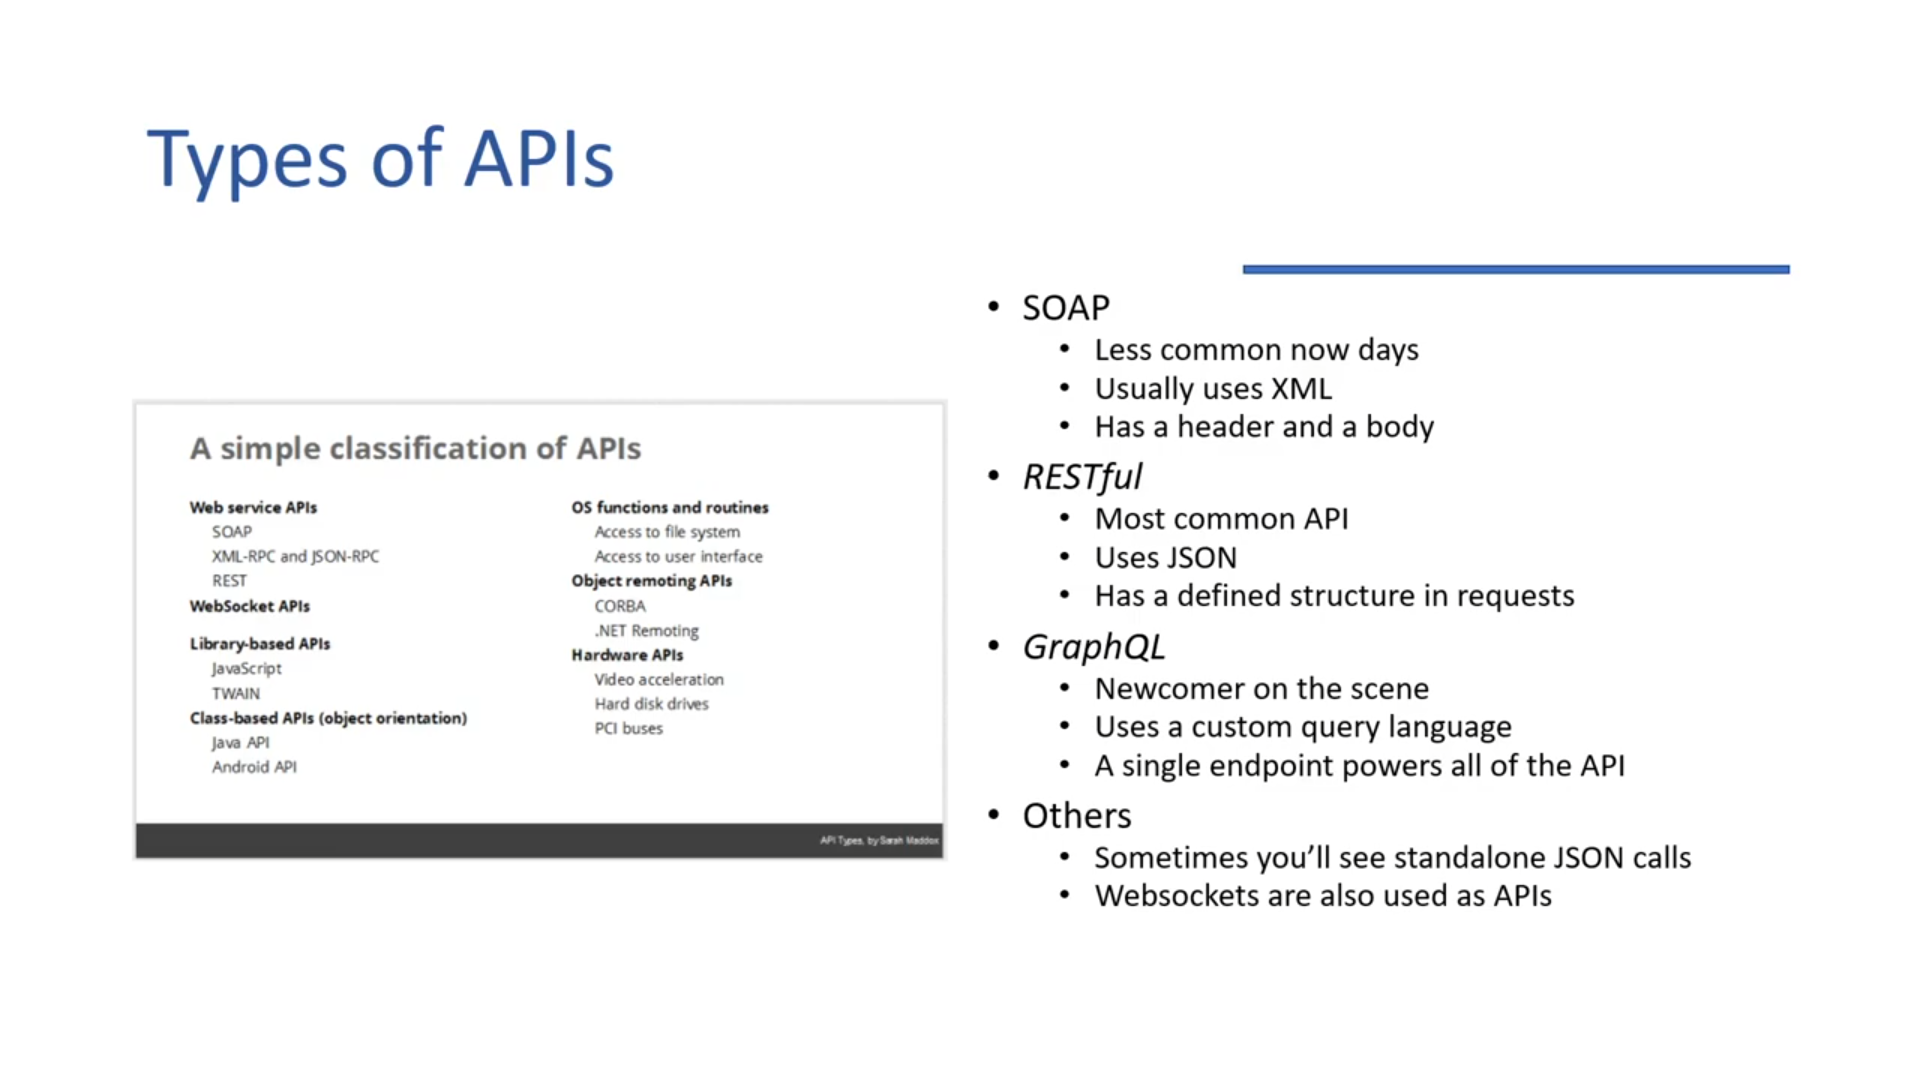 Types of APIs
A simple classification of APIs
Web service APIs
SOAP
XML-RPC and JSON-RPC
REST
WebSocket APIs
Library-based APIs
JavaScript
TWAIN
Class-based APIs (object orientation)
Java API
Android API
OS functions and routines
Access to file system
Access to user interface
Object remoting APIs
CORBA
.NET Remoting
Hardware APIs
Video acceleration
Hard disk drives
PCI buses
API Types, by Sarah Maddox
• SOAP
• Less common now days
• Usually uses XML
• Has a header and a body
• RESTful
• Most common API
• Uses JSON
• Has a defined structure in requests
• GraphQL
• Newcomer on the scene
• Uses a custom query language
• A single endpoint powers all of the API
• Others
• Sometimes you’ll see standalone JSON calls
• Websockets are also used as APIs